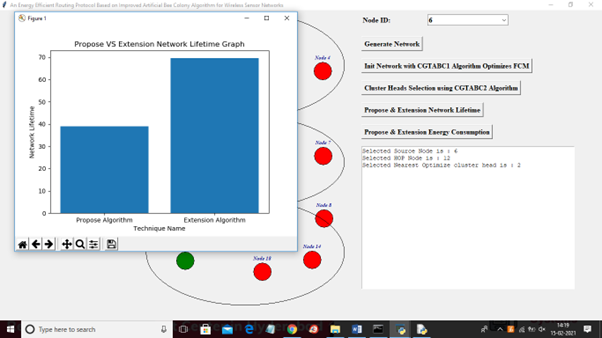 An Energy Efficient Routing Protocol Based on Improved Artificial Bee Colony Algorithm for Wireless Sensor Networks
Figure 1
Propose VS Extension Network Lifetime Graph
Network Lifetime
70
60
50
40
30
20
10
0
Propose Algorithm Extension Algorithm
Technique Name
Node 4
Node 7
Node 8
Node 10
Node 14
Node ID: 6
Generate Network
Init Network with CGTABC1 Algorithm Optimizes FCM
Cluster Heads Selection using CGTABC2 Algorithm
Propose & Extension Network Lifetime
Propose & Extension Energy Consumption
Selected Source Node is : 6
Selected HOP Node is : 12
Selected Nearest Optimize cluster head is : 2
Type here to search
14:19
15-02-2021